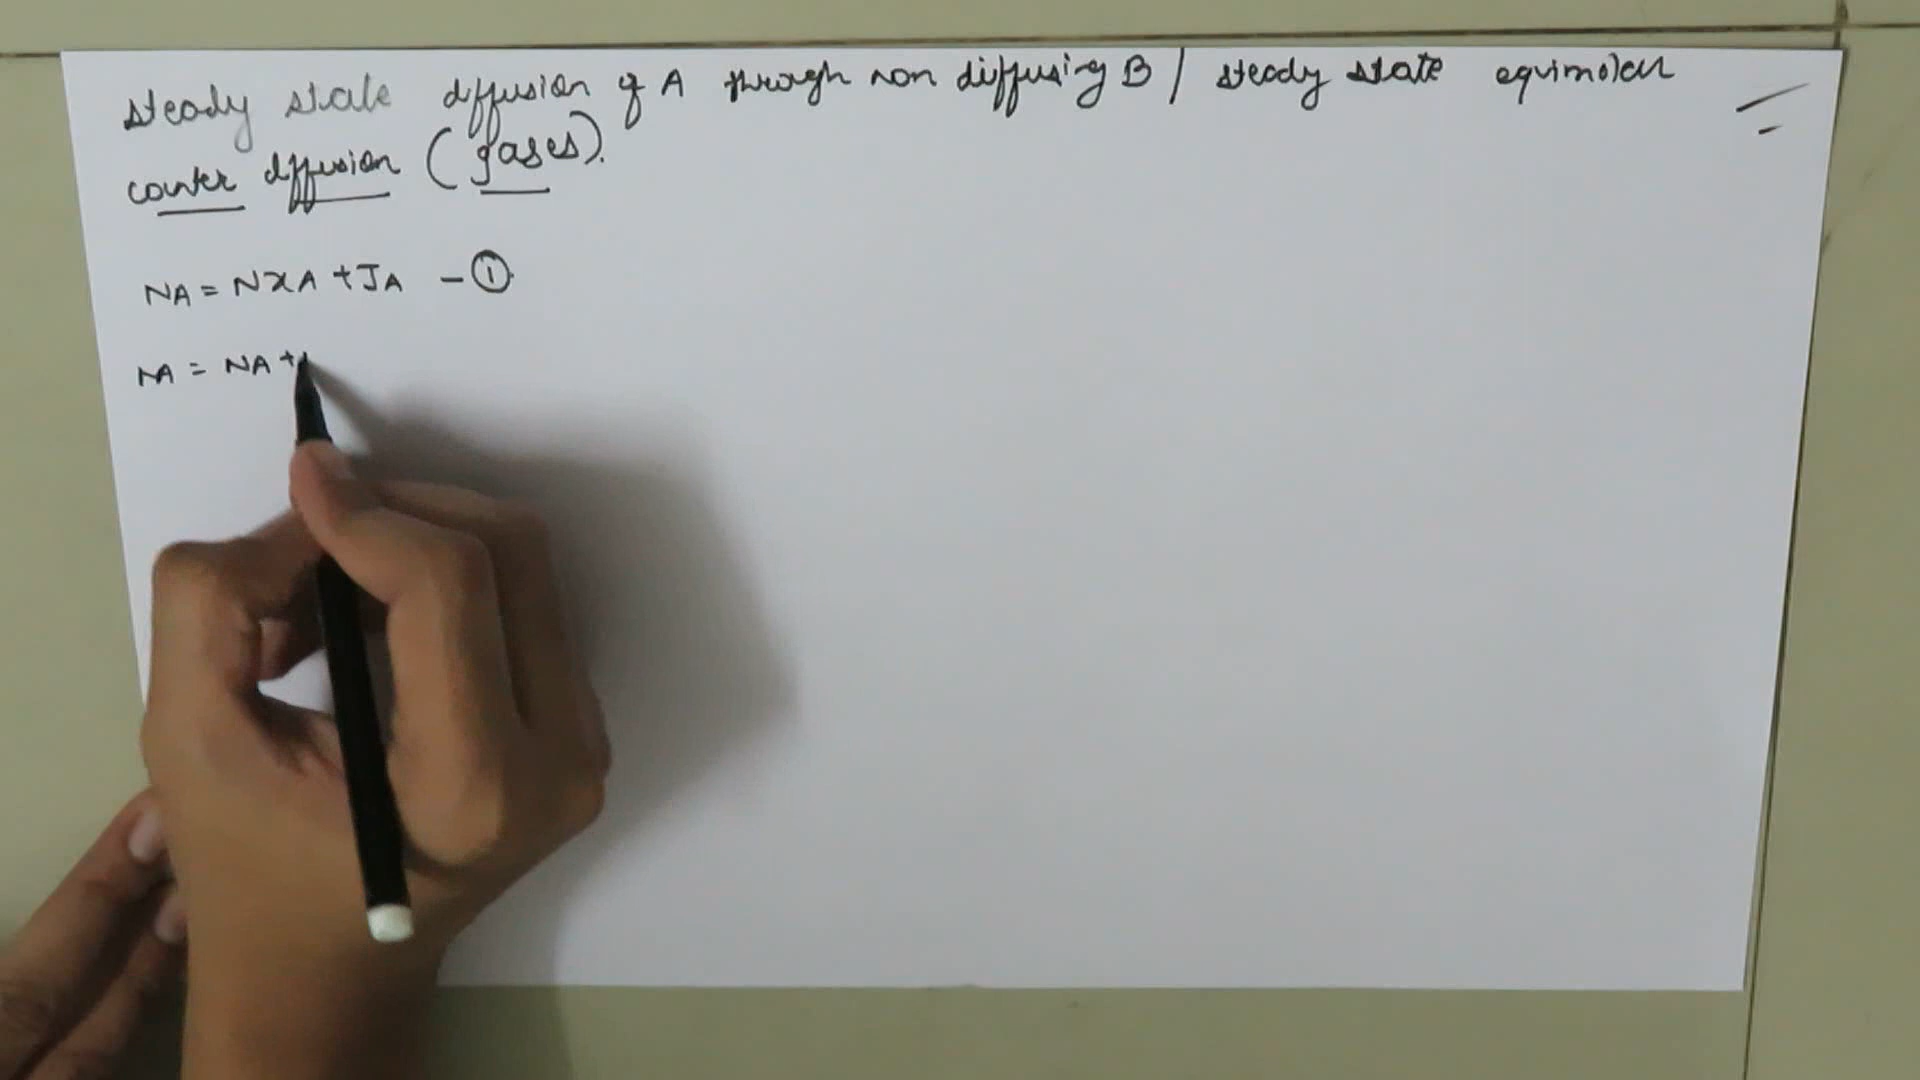 steady state diffusion of A through non diffusing B / steady state equimolar
counter diffusion (gases).
NA = NxA + JA - ①
NA = NA +